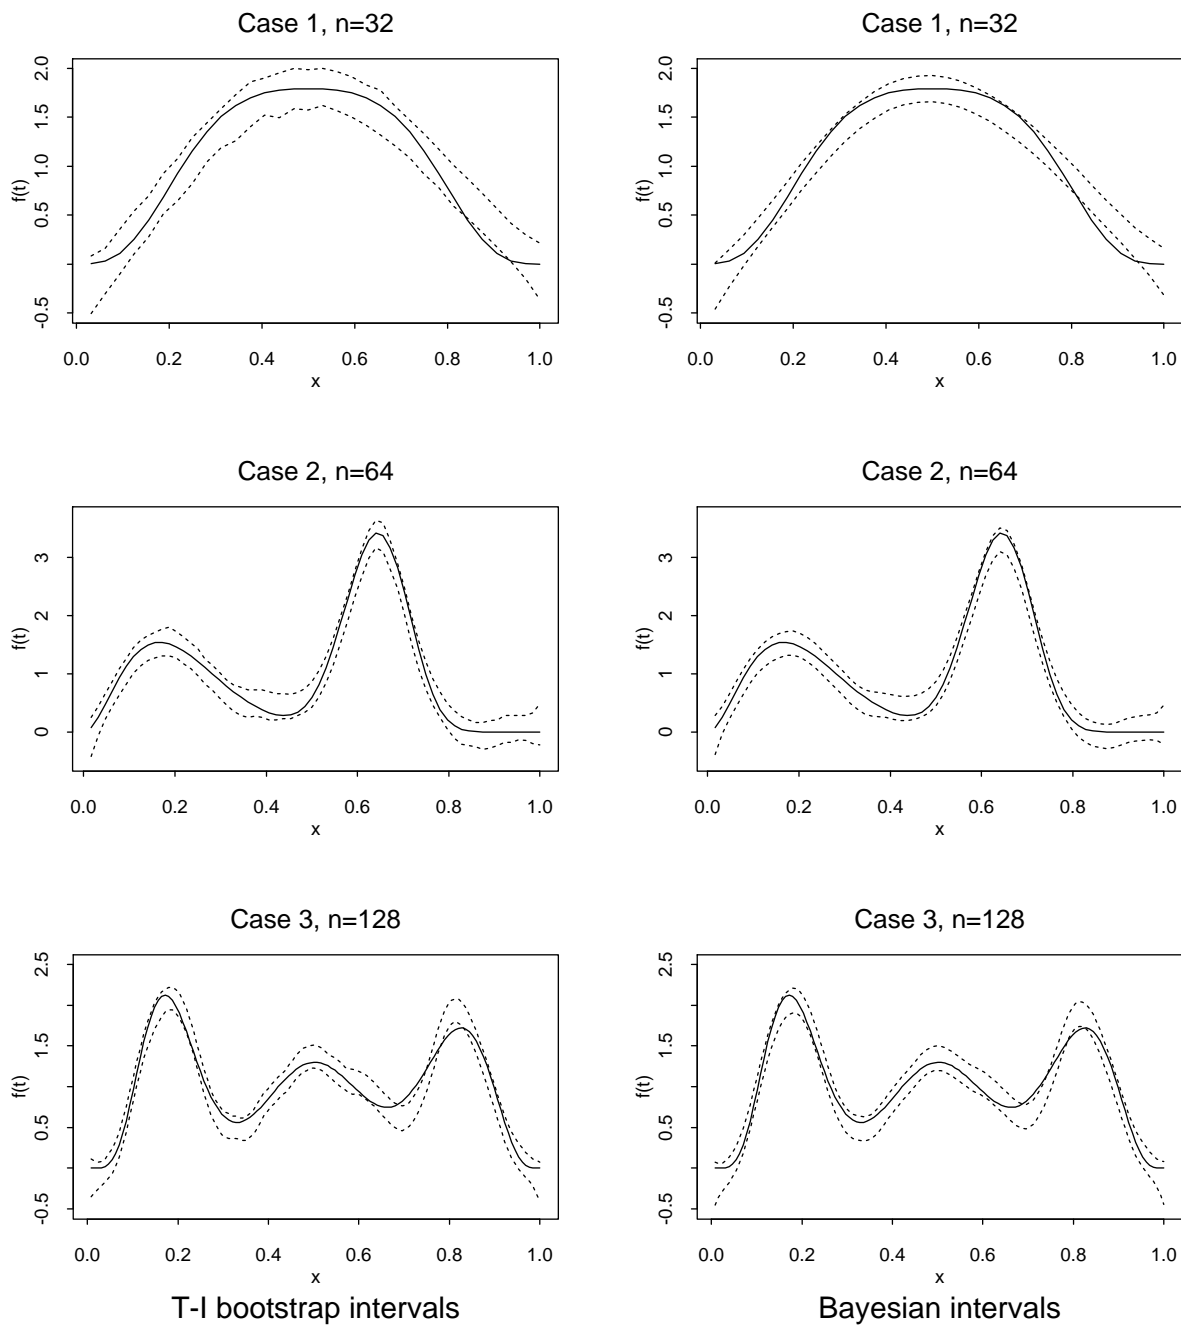 Case 1, n=32
Case 1, n=32
f(t)
-0.5 0.5 1.0 1.5 2.0
0.0 0.2 0.4 0.6 0.8 1.0
x
f(t)
-0.5 0.5 1.0 1.5 2.0
0.0 0.2 0.4 0.6 0.8 1.0
x
Case 2, n=64
Case 2, n=64
f(t)
0 1 2 3
0.0 0.2 0.4 0.6 0.8 1.0
x
f(t)
0 1 2 3
0.0 0.2 0.4 0.6 0.8 1.0
x
Case 3, n=128
Case 3, n=128
f(t)
-0.5 0.5 1.5 2.5
0.0 0.2 0.4 0.6 0.8 1.0
x
f(t)
-0.5 0.5 1.5 2.5
0.0 0.2 0.4 0.6 0.8 1.0
x
T-I bootstrap intervals
Bayesian intervals